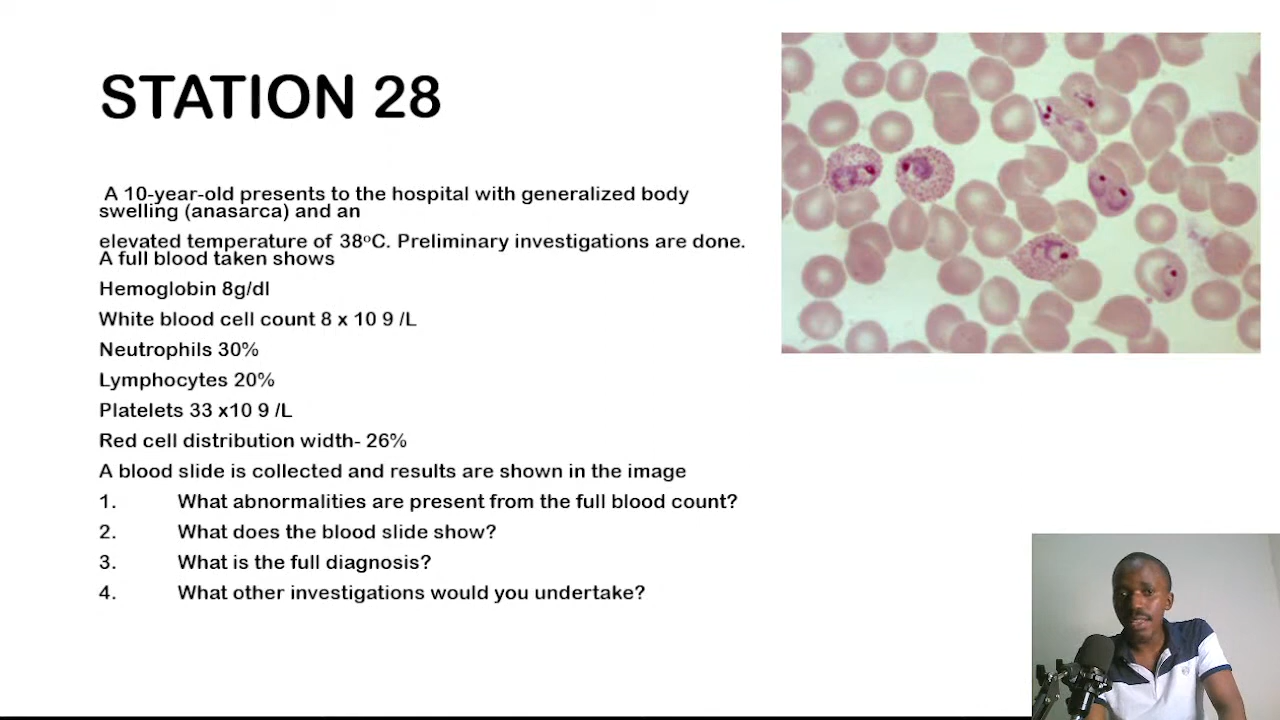 STATION 28
A 10-year-old presents to the hospital with generalized body
swelling (anasarca) and an
elevated temperature of 38°C. Preliminary investigations are done.
A full blood taken shows
Hemoglobin 8g/dl
White blood cell count 8 x 10 9 /L
Neutrophils 30%
Lymphocytes 20%
Platelets 33 x10 9 /L
Red cell distribution width- 26%
A blood slide is collected and results are shown in the image
1. What abnormalities are present from the full blood count?
2. What does the blood slide show?
3. What is the full diagnosis?
4. What other investigations would you undertake?